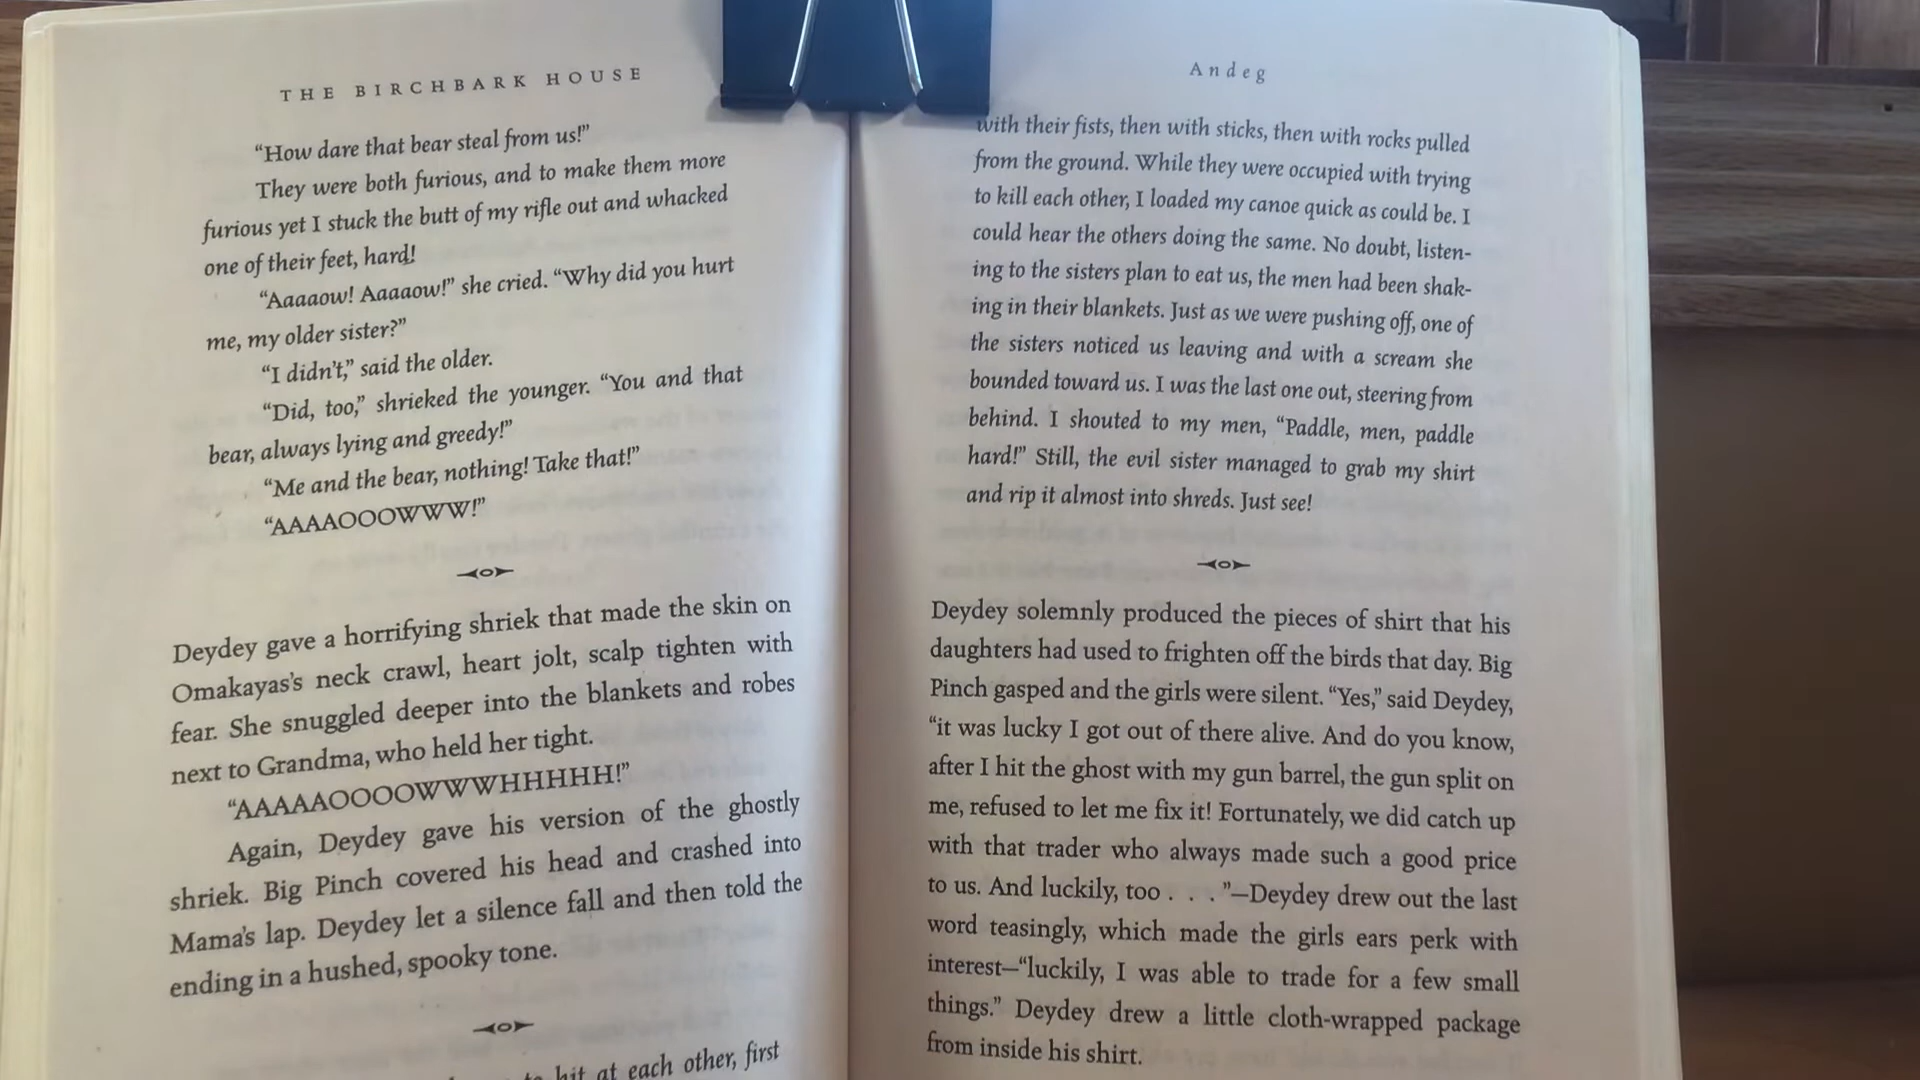 THE BIRCHBARK HOUSE
“How dare that bear steal from us!”
They were both furious, and to make them more
furious yet I stuck the butt of my rifle out and whacked
one of their feet, hard!
“Aaaaow! Aaaaow!” she cried. “Why did you hurt
me, my older sister?”
“I didn’t,” said the older.
“Did, too,” shrieked the younger. “You and that
bear, always lying and greedy!”
“Me and the bear, nothing! Take that!”
“AAAAOOOWWW!”
Deydey gave a horrifying shriek that made the skin on
Omakayas’s neck crawl, heart jolt, scalp tighten with
fear. She snuggled deeper into the blankets and robes
next to Grandma, who held her tight.
“AAAAAOOOOWWWHHHHH!”
Again, Deydey gave his version of the ghostly
shriek. Big Pinch covered his head and crashed into
Mama’s lap. Deydey let a silence fall and then told the
ending in a hushed, spooky tone.
to hit at each other, first
Andeg
with their fists, then with sticks, then with rocks pulled
from the ground. While they were occupied with trying
to kill each other, I loaded my canoe quick as could be. I
could hear the others doing the same. No doubt, listen-
ing to the sisters plan to eat us, the men had been shak-
ing in their blankets. Just as we were pushing off, one of
the sisters noticed us leaving and with a scream she
bounded toward us. I was the last one out, steering from
behind. I shouted to my men, “Paddle, men, paddle
hard!” Still, the evil sister managed to grab my shirt
and rip it almost into shreds. Just see!
Deydey solemnly produced the pieces of shirt that his
daughters had used to frighten off the birds that day. Big
Pinch gasped and the girls were silent. “Yes,” said Deydey,
“it was lucky I got out of there alive. And do you know,
after I hit the ghost with my gun barrel, the gun split on
me, refused to let me fix it! Fortunately, we did catch up
with that trader who always made such a good price
to us. And luckily, too . . . ”—Deydey drew out the last
word teasingly, which made the girls ears perk with
interest—“luckily, I was able to trade for a few small
things.” Deydey drew a little cloth-wrapped package
from inside his shirt.